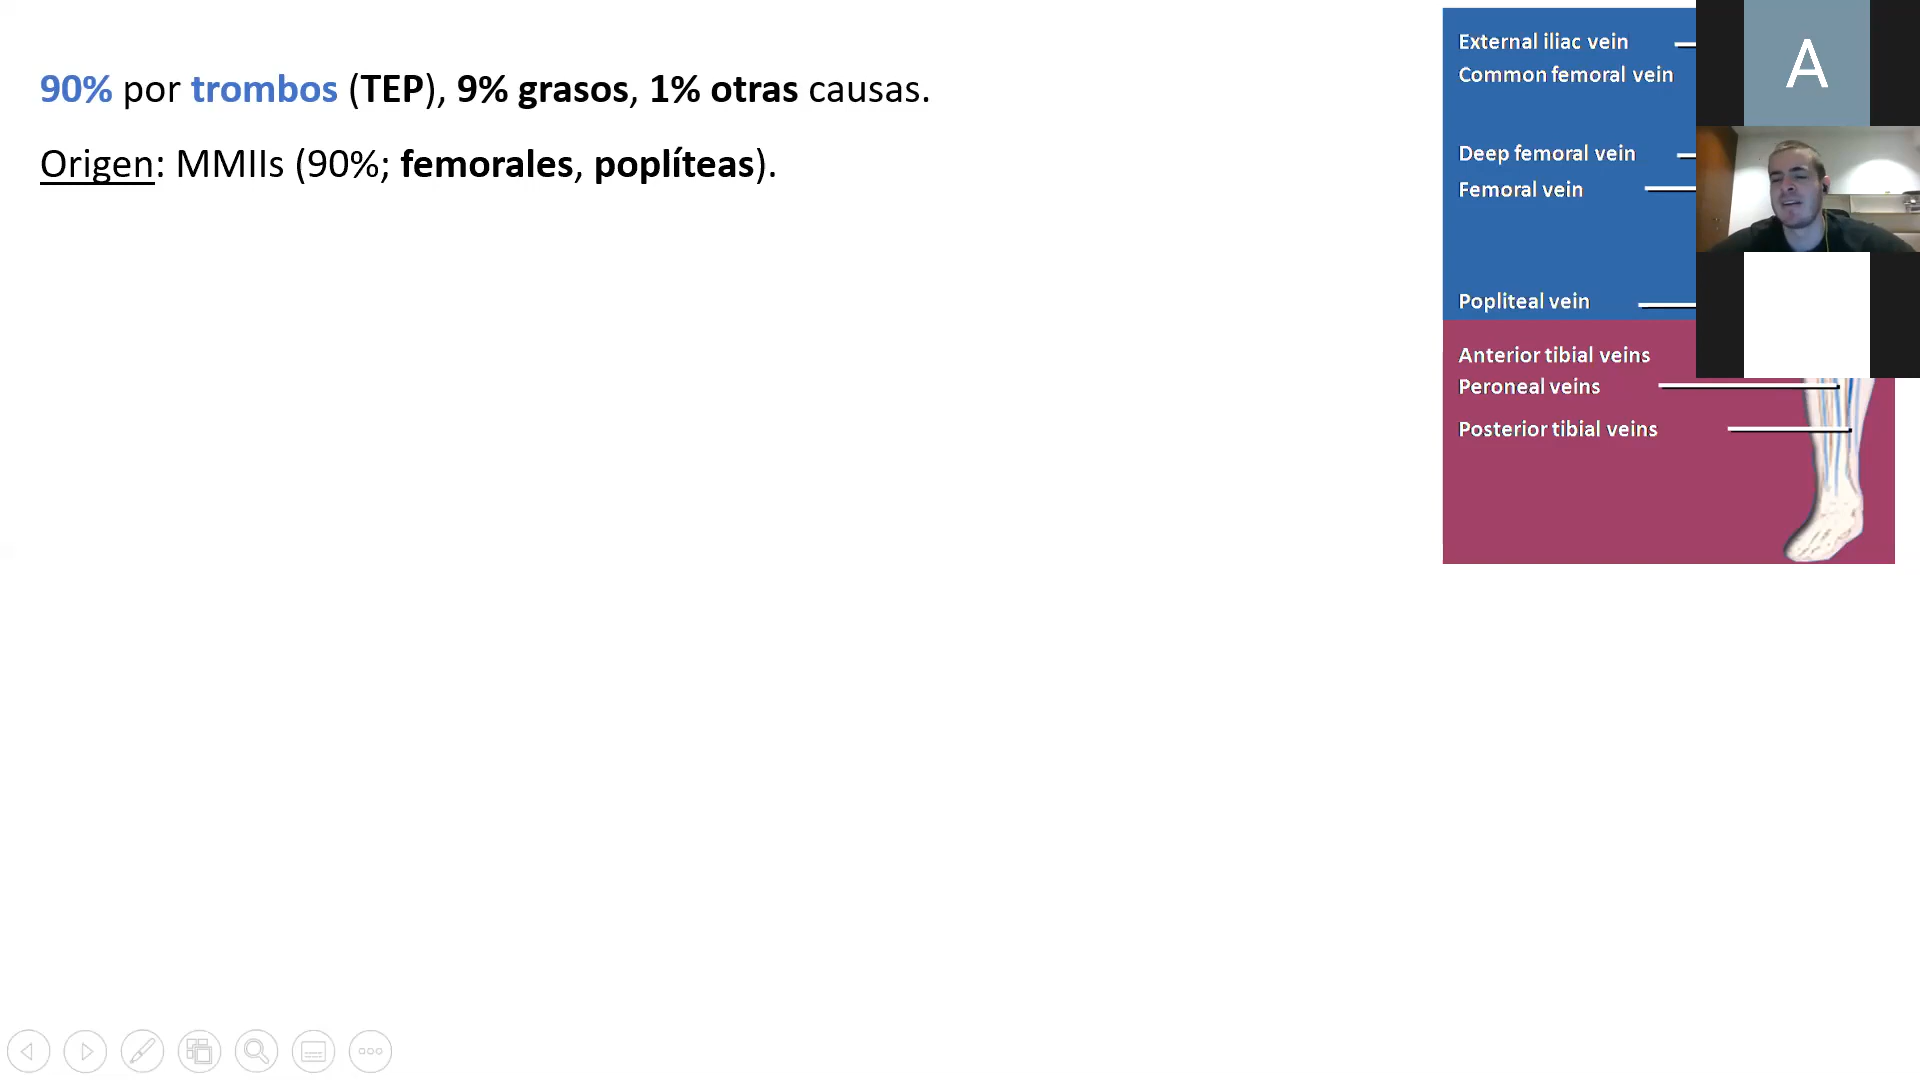 90% por trombos (TEP), 9% grasos, 1% otras causas.
Origen: MMIIs (90%; femorales, poplíteas).
External iliac vein
Common femoral vein
Deep femoral vein
Femoral vein
Popliteal vein
Anterior tibial veins
Peroneal veins
Posterior tibial veins
A